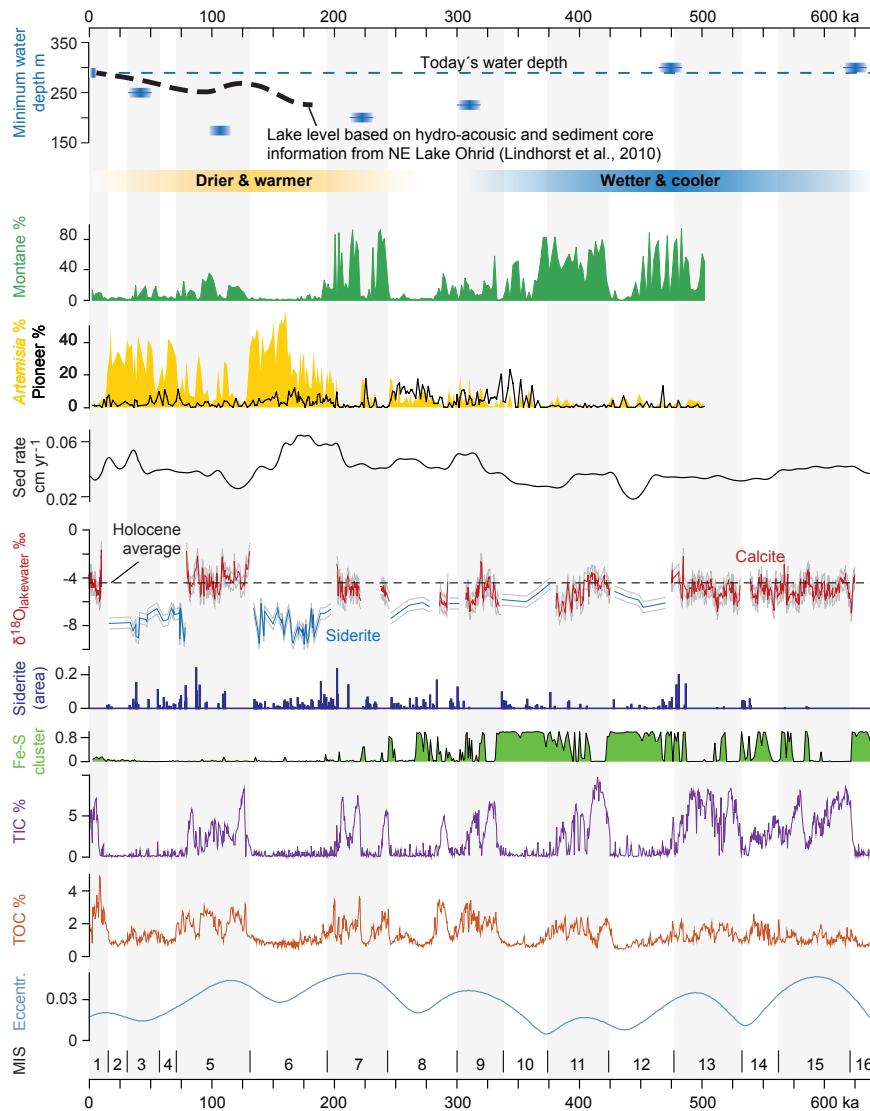 0 100 200 300 400 500 600 ka
350
250
150
Minimum water
depth m
Today´s water depth
Lake level based on hydro-acousic and sediment core
information from NE Lake Ohrid (Lindhorst et al., 2010)
Drier & warmer
Wetter & cooler
80
40
0
Montane %
40
20
0
Artemisia %
Pioneer %
0.06
0.02
Sed rate
cm yr⁻¹
0
-4
-8
δ¹⁸O lakewater ‰
Holocene
average
Calcite
Siderite
0.2
0
Siderite
(area)
0.8
0
Fe-S
cluster
5
0
TIC %
4
2
0
TOC %
0.03
0
Eccentr.
MIS
1 2 3 4 5 6 7 8 9 10 11 12 13 14 15 16
0 100 200 300 400 500 600 ka